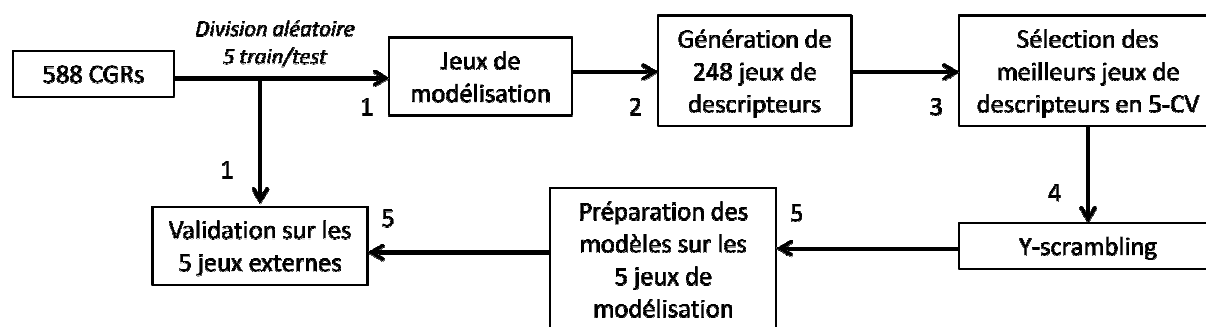 588 CGRs
Division aléatoire
5 train/test
1
Jeux de
modélisation
2
Génération de
248 jeux de
descripteurs
3
Sélection des
meilleurs jeux de
descripteurs en 5-CV
4
Y-scrambling
5
Préparation des
modèles sur les
5 jeux de
modélisation
5
1
Validation sur les
5 jeux externes